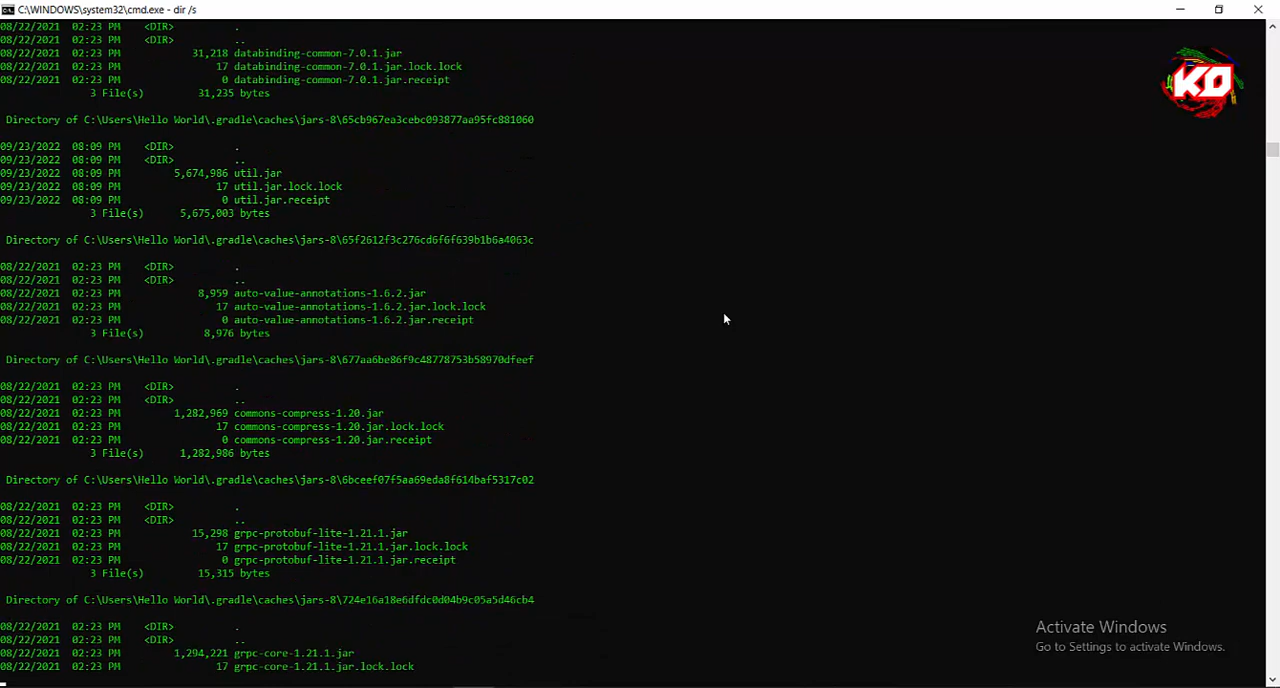 C:\WINDOWS\system32\cmd.exe - dir /s
08/22/2021 02:23 PM <DIR> .
08/22/2021 02:23 PM <DIR> ..
08/22/2021 02:23 PM 31,218 databinding-common-7.0.1.jar
08/22/2021 02:23 PM 17 databinding-common-7.0.1.jar.lock.lock
08/22/2021 02:23 PM 0 databinding-common-7.0.1.jar.receipt
3 File(s) 31,235 bytes
KO
Directory of C:\Users\Hello World\.gradle\caches\jars-8\65cb967ea3cebc093877aa95fc881060
09/23/2022 08:09 PM <DIR> .
09/23/2022 08:09 PM <DIR> ..
09/23/2022 08:09 PM 5,674,986 util.jar
09/23/2022 08:09 PM 17 util.jar.lock.lock
09/23/2022 08:09 PM 0 util.jar.receipt
3 File(s) 5,675,003 bytes
Directory of C:\Users\Hello World\.gradle\caches\jars-8\65f2612f3c276cd6f6f639b1b6a4063c
08/22/2021 02:23 PM <DIR> .
08/22/2021 02:23 PM <DIR> ..
08/22/2021 02:23 PM 8,959 auto-value-annotations-1.6.2.jar
08/22/2021 02:23 PM 17 auto-value-annotations-1.6.2.jar.lock.lock
08/22/2021 02:23 PM 0 auto-value-annotations-1.6.2.jar.receipt
3 File(s) 8,976 bytes
Directory of C:\Users\Hello World\.gradle\caches\jars-8\677aa6be86f9c48778753b58970dfeef
08/22/2021 02:23 PM <DIR> .
08/22/2021 02:23 PM <DIR> ..
08/22/2021 02:23 PM 1,282,969 commons-compress-1.20.jar
08/22/2021 02:23 PM 17 commons-compress-1.20.jar.lock.lock
08/22/2021 02:23 PM 0 commons-compress-1.20.jar.receipt
3 File(s) 1,282,986 bytes
Directory of C:\Users\Hello World\.gradle\caches\jars-8\6bceef07f5aa69eda8f614baf5317c02
08/22/2021 02:23 PM <DIR> .
08/22/2021 02:23 PM <DIR> ..
08/22/2021 02:23 PM 15,298 grpc-protobuf-lite-1.21.1.jar
08/22/2021 02:23 PM 17 grpc-protobuf-lite-1.21.1.jar.lock.lock
08/22/2021 02:23 PM 0 grpc-protobuf-lite-1.21.1.jar.receipt
3 File(s) 15,315 bytes
Directory of C:\Users\Hello World\.gradle\caches\jars-8\724e16a18e6dfdc0d04b9c05a5d46cb4
08/22/2021 02:23 PM <DIR> .
08/22/2021 02:23 PM <DIR> ..
08/22/2021 02:23 PM 1,294,221 grpc-core-1.21.1.jar
08/22/2021 02:23 PM 17 grpc-core-1.21.1.jar.lock.lock
Activate Windows
Go to Settings to activate Windows.